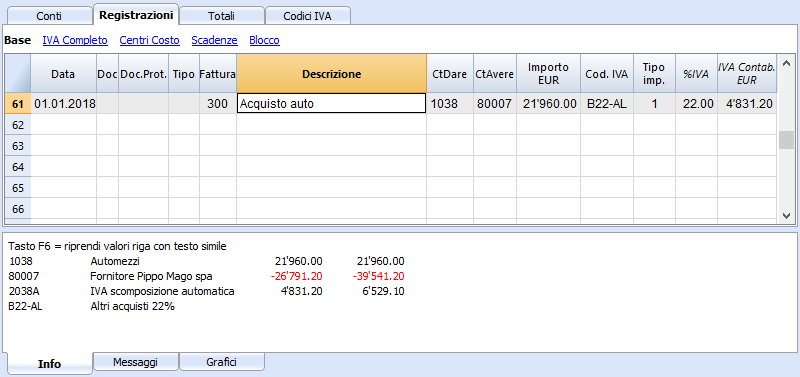 Conti Registrazioni Totali Codici IVA
Base IVA Completo Centri Costo Scadenze Blocco
Data Doc Doc.Prot. Tipo Fattura Descrizione CtDare CtAvere Importo EUR Cod. IVA Tipo imp. %IVA IVA Contab. EUR
61 01.01.2018 300 Acquisto auto 1038 80007 21'960.00 B22-AL 1 22.00 4'831.20
62
63
64
65
66
Tasto F6 = riprendi valori riga con testo simile
1038 Automezzi 21'960.00 21'960.00
80007 Fornitore Pippo Mago spa -26'791.20 -39'541.20
2038A IVA scomposizione automatica 4'831.20 6'529.10
B22-AL Altri acquisti 22%
Info Messaggi Grafici